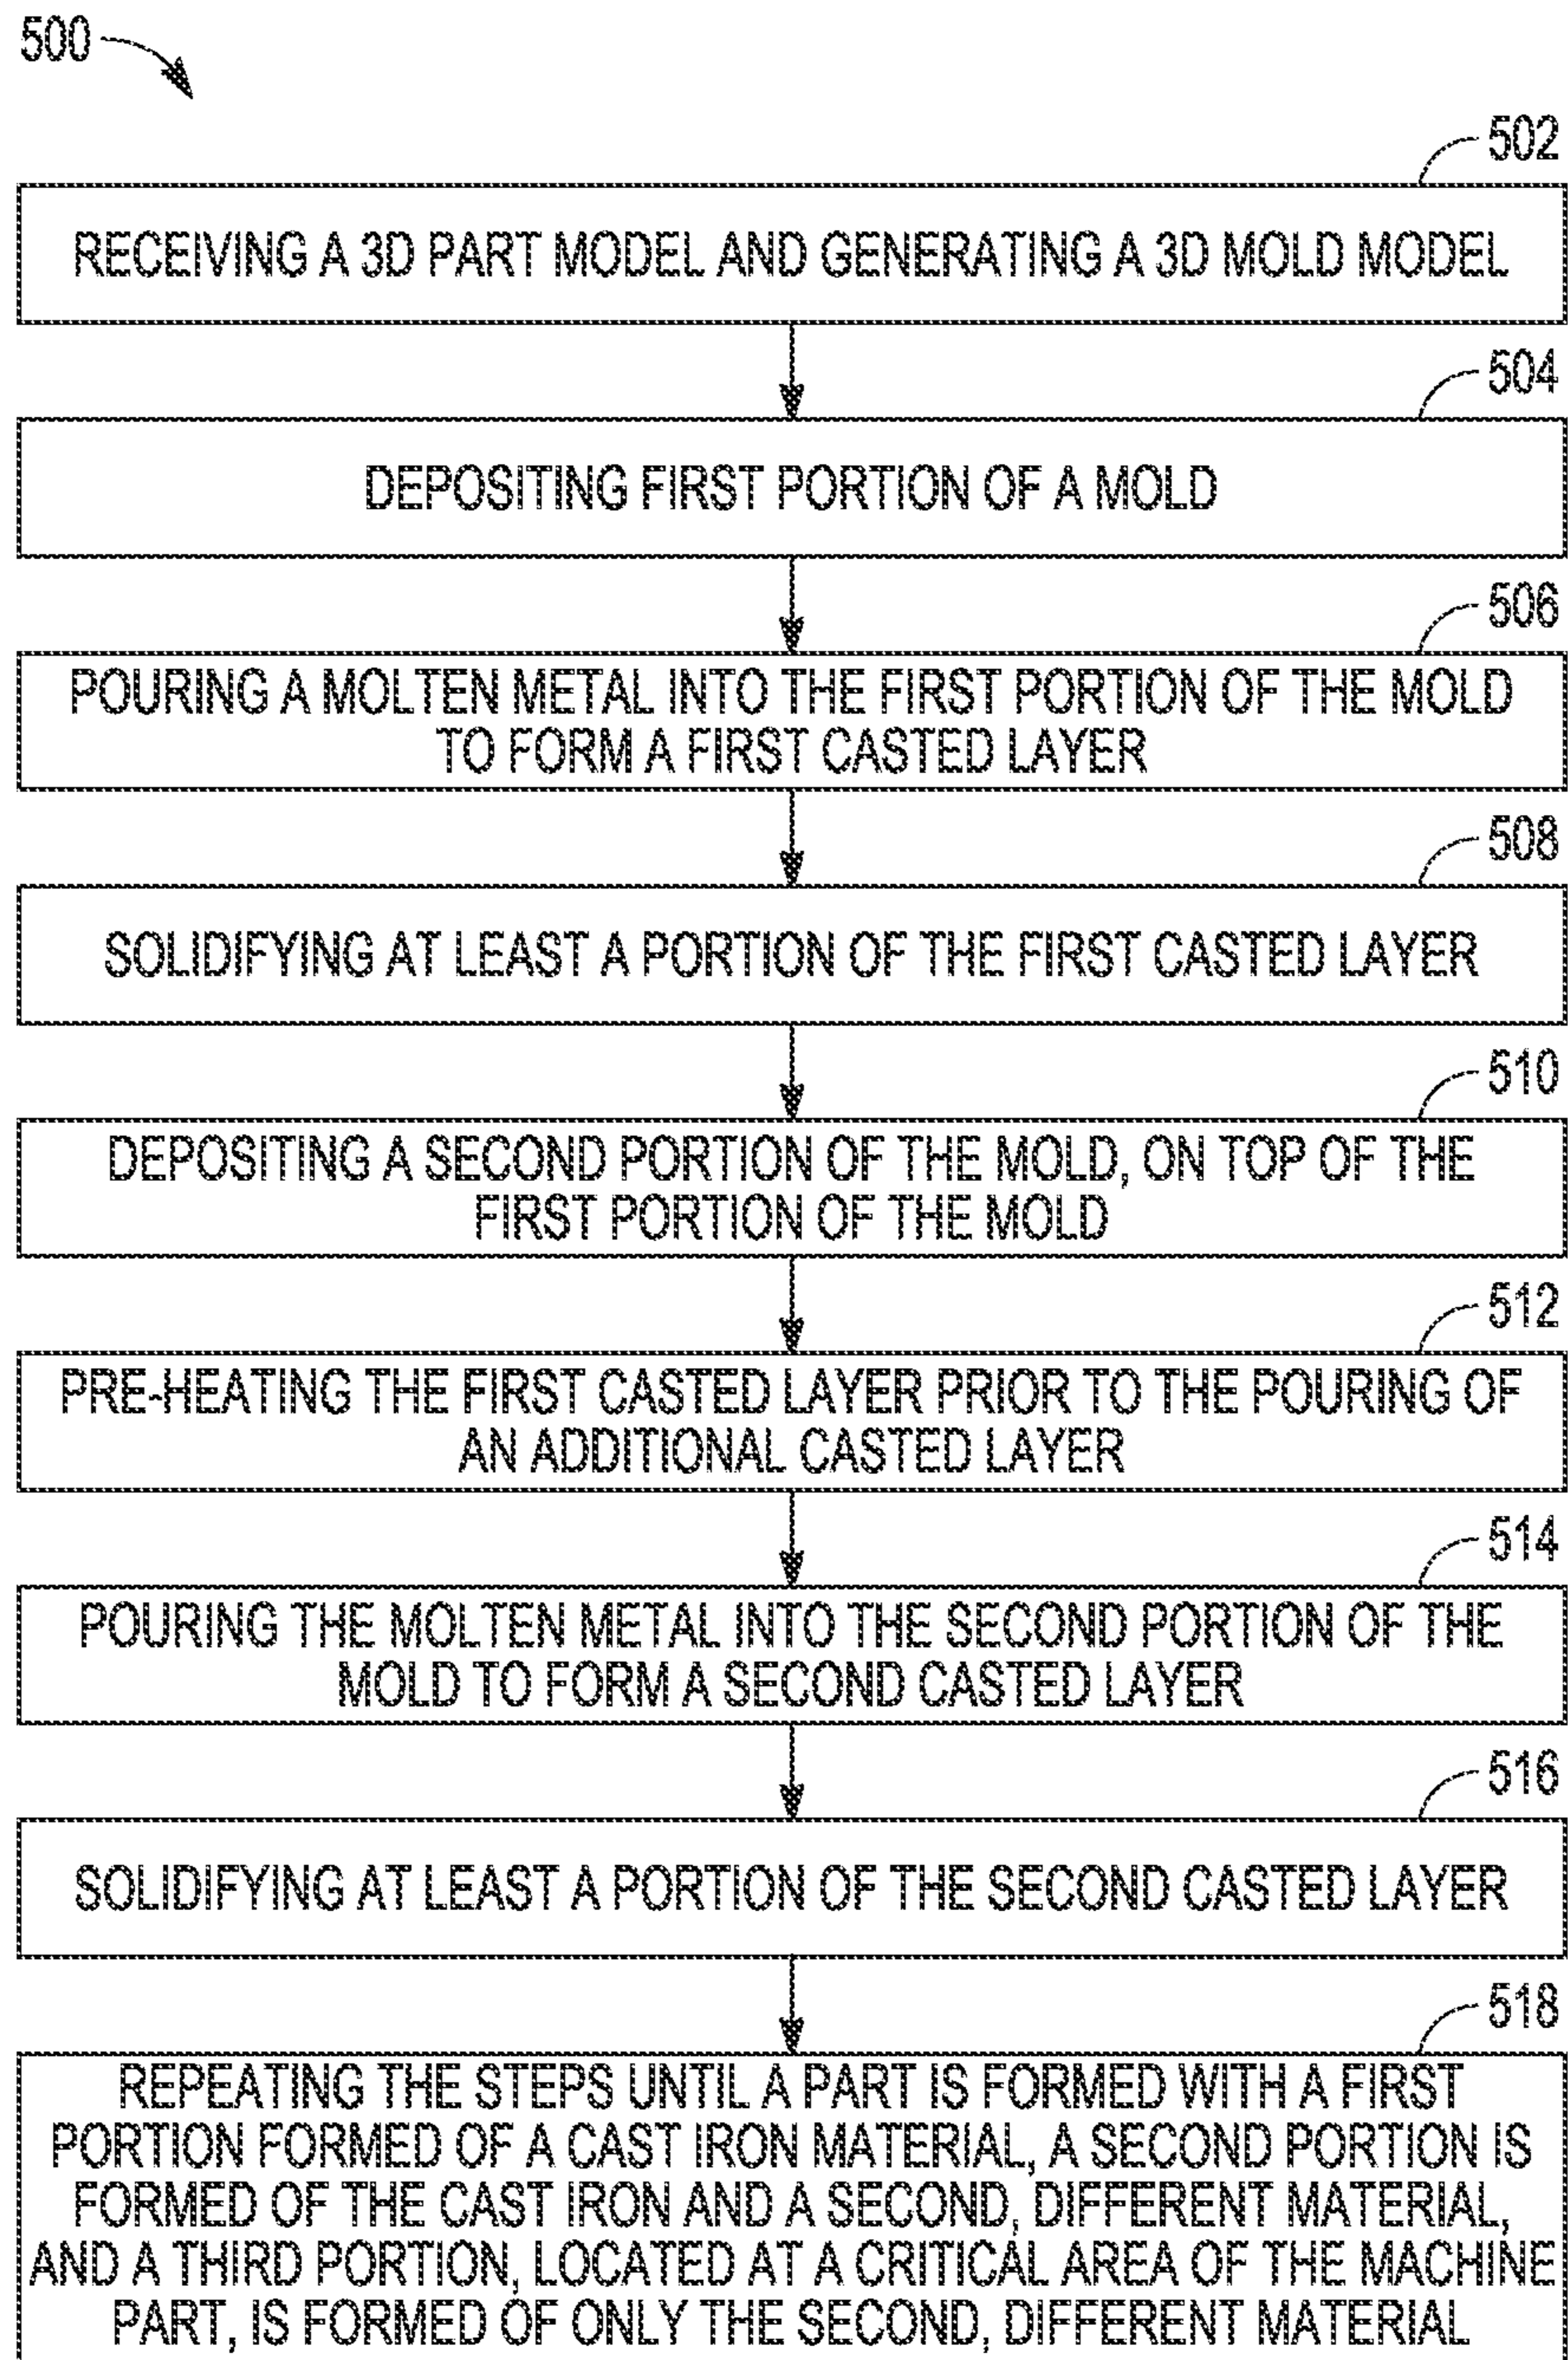 500
502
RECEIVING A 3D PART MODEL AND GENERATING A 3D MOLD MODEL
504
DEPOSITING FIRST PORTION OF A MOLD
506
POURING A MOLTEN METAL INTO THE FIRST PORTION OF THE MOLD
TO FORM A FIRST CASTED LAYER
508
SOLIDIFYING AT LEAST A PORTION OF THE FIRST CASTED LAYER
510
DEPOSITING A SECOND PORTION OF THE MOLD, ON TOP OF THE
FIRST PORTION OF THE MOLD
512
PRE-HEATING THE FIRST CASTED LAYER PRIOR TO THE POURING OF
AN ADDITIONAL CASTED LAYER
514
POURING THE MOLTEN METAL INTO THE SECOND PORTION OF THE
MOLD TO FORM A SECOND CASTED LAYER
516
SOLIDIFYING AT LEAST A PORTION OF THE SECOND CASTED LAYER
518
REPEATING THE STEPS UNTIL A PART IS FORMED WITH A FIRST
PORTION FORMED OF A CAST IRON MATERIAL, A SECOND PORTION IS
FORMED OF THE CAST IRON AND A SECOND, DIFFERENT MATERIAL,
AND A THIRD PORTION, LOCATED AT A CRITICAL AREA OF THE MACHINE
PART, IS FORMED OF ONLY THE SECOND, DIFFERENT MATERIAL